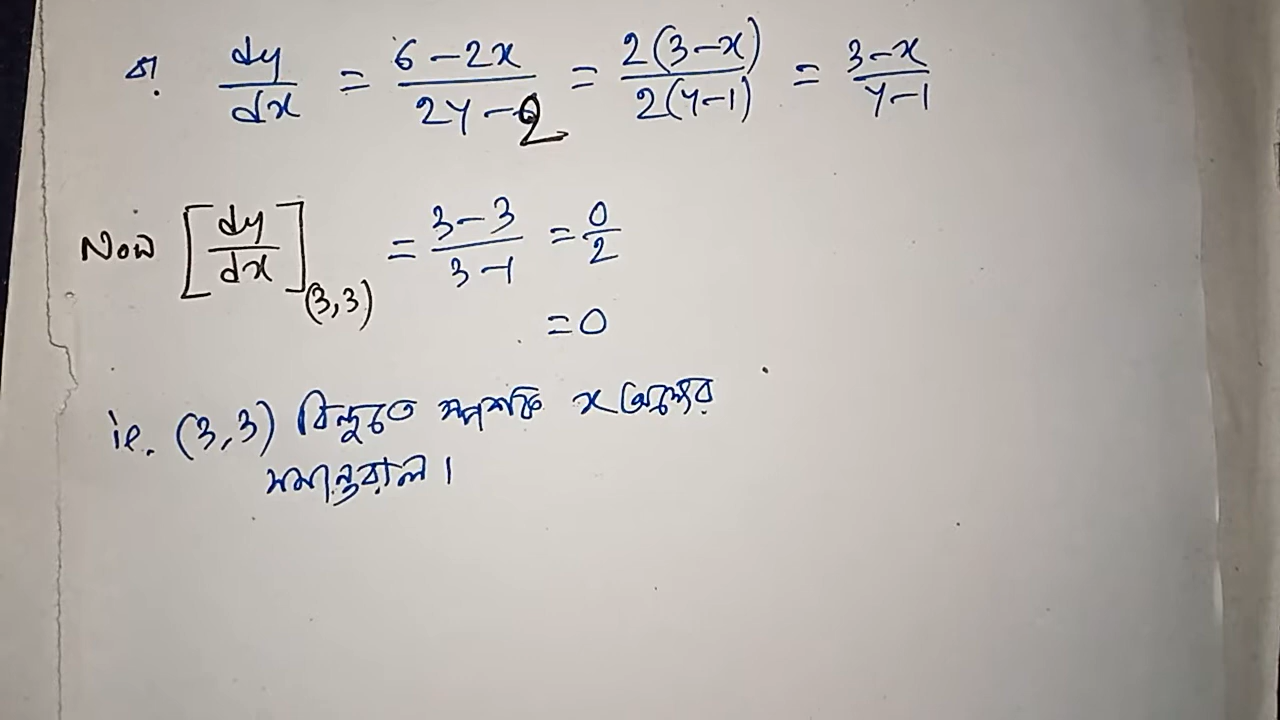 বা. dy/dx = (6-2x)/(2y-2) = 2(3-x)/2(y-1) = (3-x)/(y-1)
Now [dy/dx](3,3) = (3-3)/(3-1) = 0/2
=0
ie. (3,3) বিন্দুতে স্পর্শক x অক্ষের
সমান্তরাল।